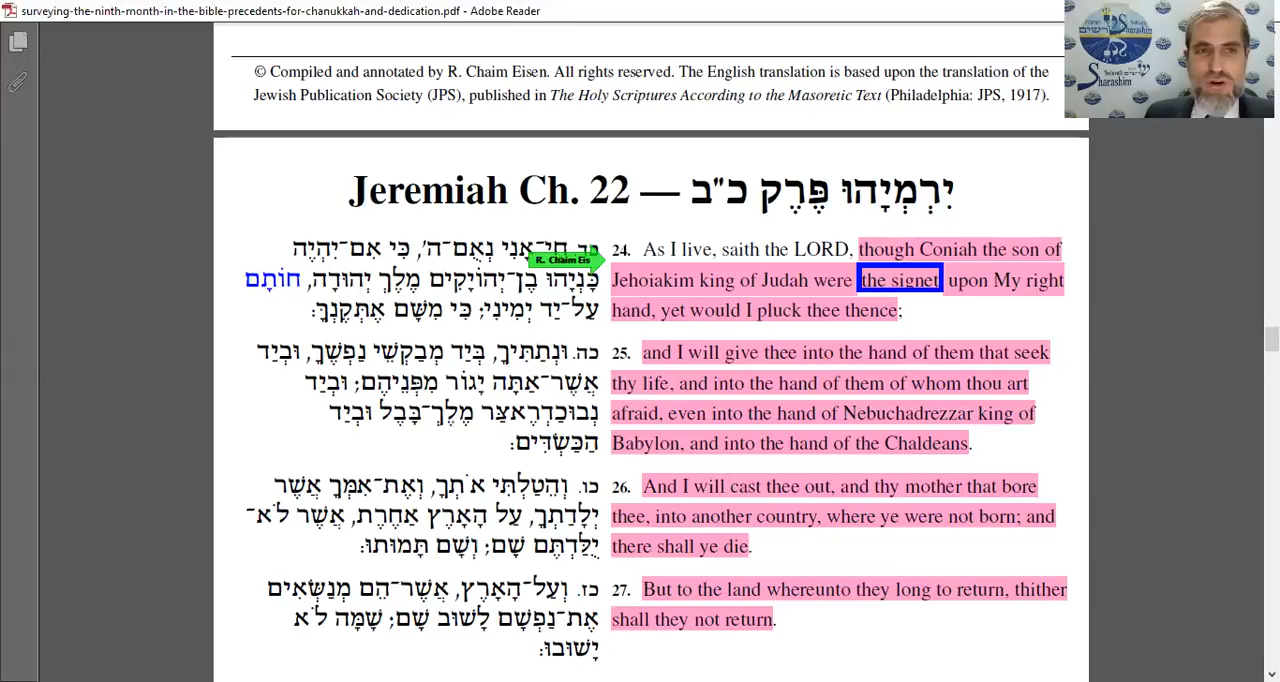 surveying-the-ninth-month-in-the-bible-precedents-for-chanukkah-and-dedication.pdf - Adobe Reader
© Compiled and annotated by R. Chaim Eisen. All rights reserved. The English translation is based upon the translation of the
Jewish Publication Society (JPS), published in The Holy Scriptures According to the Masoretic Text (Philadelphia: JPS, 1917).
Jeremiah Ch. 22 — יִרְמְיָהוּ פֶּרֶק כ"ב
חַי־אָנִי נְאֻם־ה', כִּי אִם־יִהְיֶה
כָּנְיָהוּ בֶן־יְהוֹיָקִים מֶלֶךְ יְהוּדָה, חוֹתָם
עַל־יַד יְמִינִי; כִּי מִשָּׁם אֶתְּקֶנְךָּ:
R. Chaim Eis
24. As I live, saith the LORD, though Coniah the son of
Jehoiakim king of Judah were the signet upon My right
hand, yet would I pluck thee thence;
כה. וּנְתַתִּיךָ, בְּיַד מְבַקְשֵׁי נַפְשֶׁךָ, וּבְיַד
אֲשֶׁר־אַתָּה יָגוֹר מִפְּנֵיהֶם; וּבְיַד
נְבוּכַדְרֶאצַּר מֶלֶךְ־בָּבֶל וּבְיַד
הַכַּשְׂדִּים:
25. and I will give thee into the hand of them that seek
thy life, and into the hand of them of whom thou art
afraid, even into the hand of Nebuchadrezzar king of
Babylon, and into the hand of the Chaldeans.
כו. וְהֵטַלְתִּי אֹתְךָ, וְאֶת־אִמְּךָ אֲשֶׁר
יְלָדַתְךָ, עַל הָאָרֶץ אַחֶרֶת, אֲשֶׁר לֹא־
יֻלַּדְתֶּם שָׁם; וְשָׁם תָּמוּתוּ:
26. And I will cast thee out, and thy mother that bore
thee, into another country, where ye were not born; and
there shall ye die.
כז. וְעַל־הָאָרֶץ, אֲשֶׁר־הֵם מְנַשְּׂאִים
אֶת־נַפְשָׁם לָשׁוּב שָׁם; שָׁמָּה לֹא
יָשׁוּבוּ:
27. But to the land whereunto they long to return, thither
shall they not return.
Sharashim